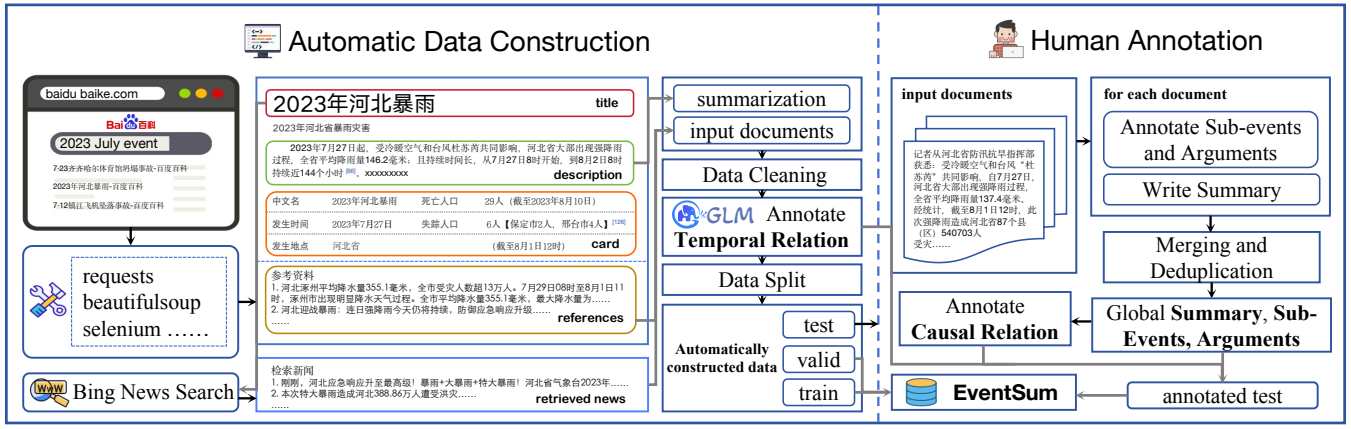 Automatic Data Construction
baidu baike.com
Bai百科
2023 July event
7·23齐齐哈尔体育馆坍塌事故-百度百科
2023年河北暴雨-百度百科
7·12镇江飞机坠落事故-百度百科
requests
beautifulsoup
selenium ……
WWW
Bing News Search
2023年河北暴雨
title
2023年河北省暴雨灾害
2023年7月27日起，受冷暖空气和台风杜苏芮共同影响，河北省大部出现强降雨
过程，全省平均降雨量146.2毫米；且持续时间长，从7月27日8时开始，到8月2日8时
持续近144个小时 [85]。xxxxxxxxx
description
中文名 2023年河北暴雨 死亡人口 29人（截至2023年8月10日）
发生时间 2023年7月27日 失踪人口 6人【保定市2人，邢台市4人】[126]
发生地点 河北省 （截至8月1日12时）
card
参考资料
1. 河北涿州平均降水量355.1毫米，全市受灾人数超13万人。7月29日08时至8月1日11
时，涿州市出现明显降水天气过程。全市平均降水量355.1毫米，最大降水量为……
2. 河北迎战暴雨：连日强降雨今天仍将持续，防御应急响应升级……
……
references
检索新闻
1. 刚刚，河北应急响应升至最高级！暴雨+大暴雨+特大暴雨！河北省气象台2023年……
2. 本次特大暴雨造成河北388.86万人遭受洪灾……
……
retrieved news
summarization
input documents
Data Cleaning
GLM Annotate
Temporal Relation
Data Split
Automatically
constructed data
test
valid
train
Human Annotation
input documents
记者从河北省防汛抗旱指挥部
获悉：受冷暖空气和台风“杜
苏芮”共同影响，自7月27日，
河北省大部出现强降雨过程，
全省平均降雨量137.4毫米，
经统计，截至8月1日12时，此
次强降雨造成河北省87个县
（区）540703人
受灾……
for each document
Annotate Sub-events
and Arguments
Write Summary
Merging and
Deduplication
Global Summary, Sub-
Events, Arguments
Annotate
Causal Relation
EventSum
annotated test